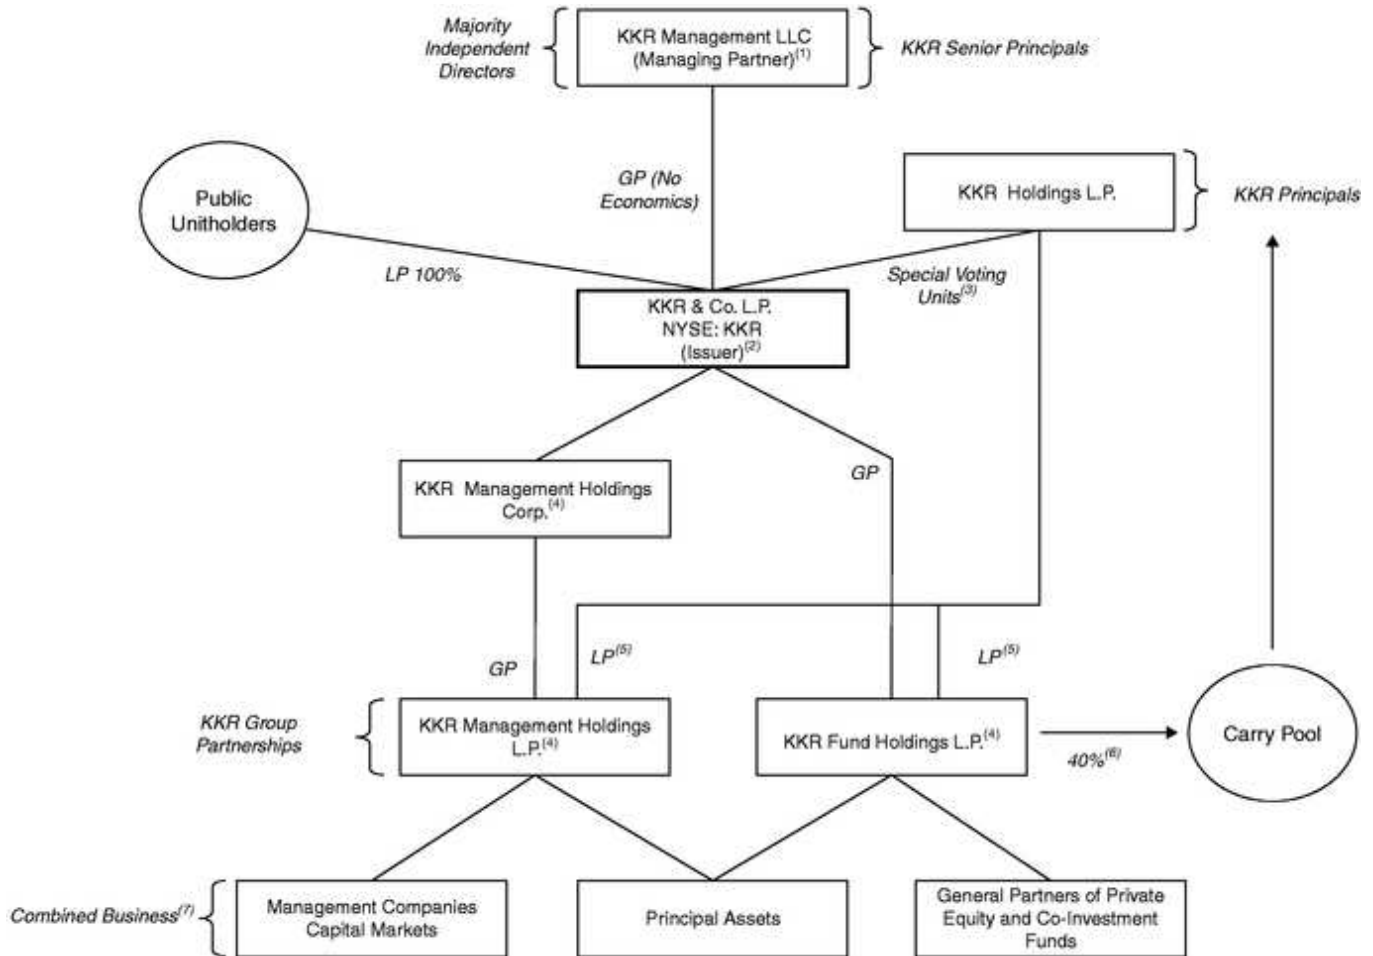 Majority
Independent
Directors
KKR Management LLC
(Managing Partner)(1)
KKR Senior Principals
Public
Unitholders
GP (No
Economics)
KKR Holdings L.P.
KKR Principals
LP 100%
Special Voting
Units(3)
KKR & Co. L.P.
NYSE: KKR
(Issuer)(2)
KKR Management Holdings
Corp.(4)
GP
GP
LP(5)
LP(5)
KKR Group
Partnerships
KKR Management Holdings
L.P.(4)
KKR Fund Holdings L.P.(4)
40%(6)
Carry Pool
Combined Business(7)
Management Companies
Capital Markets
Principal Assets
General Partners of Private
Equity and Co-Investment
Funds